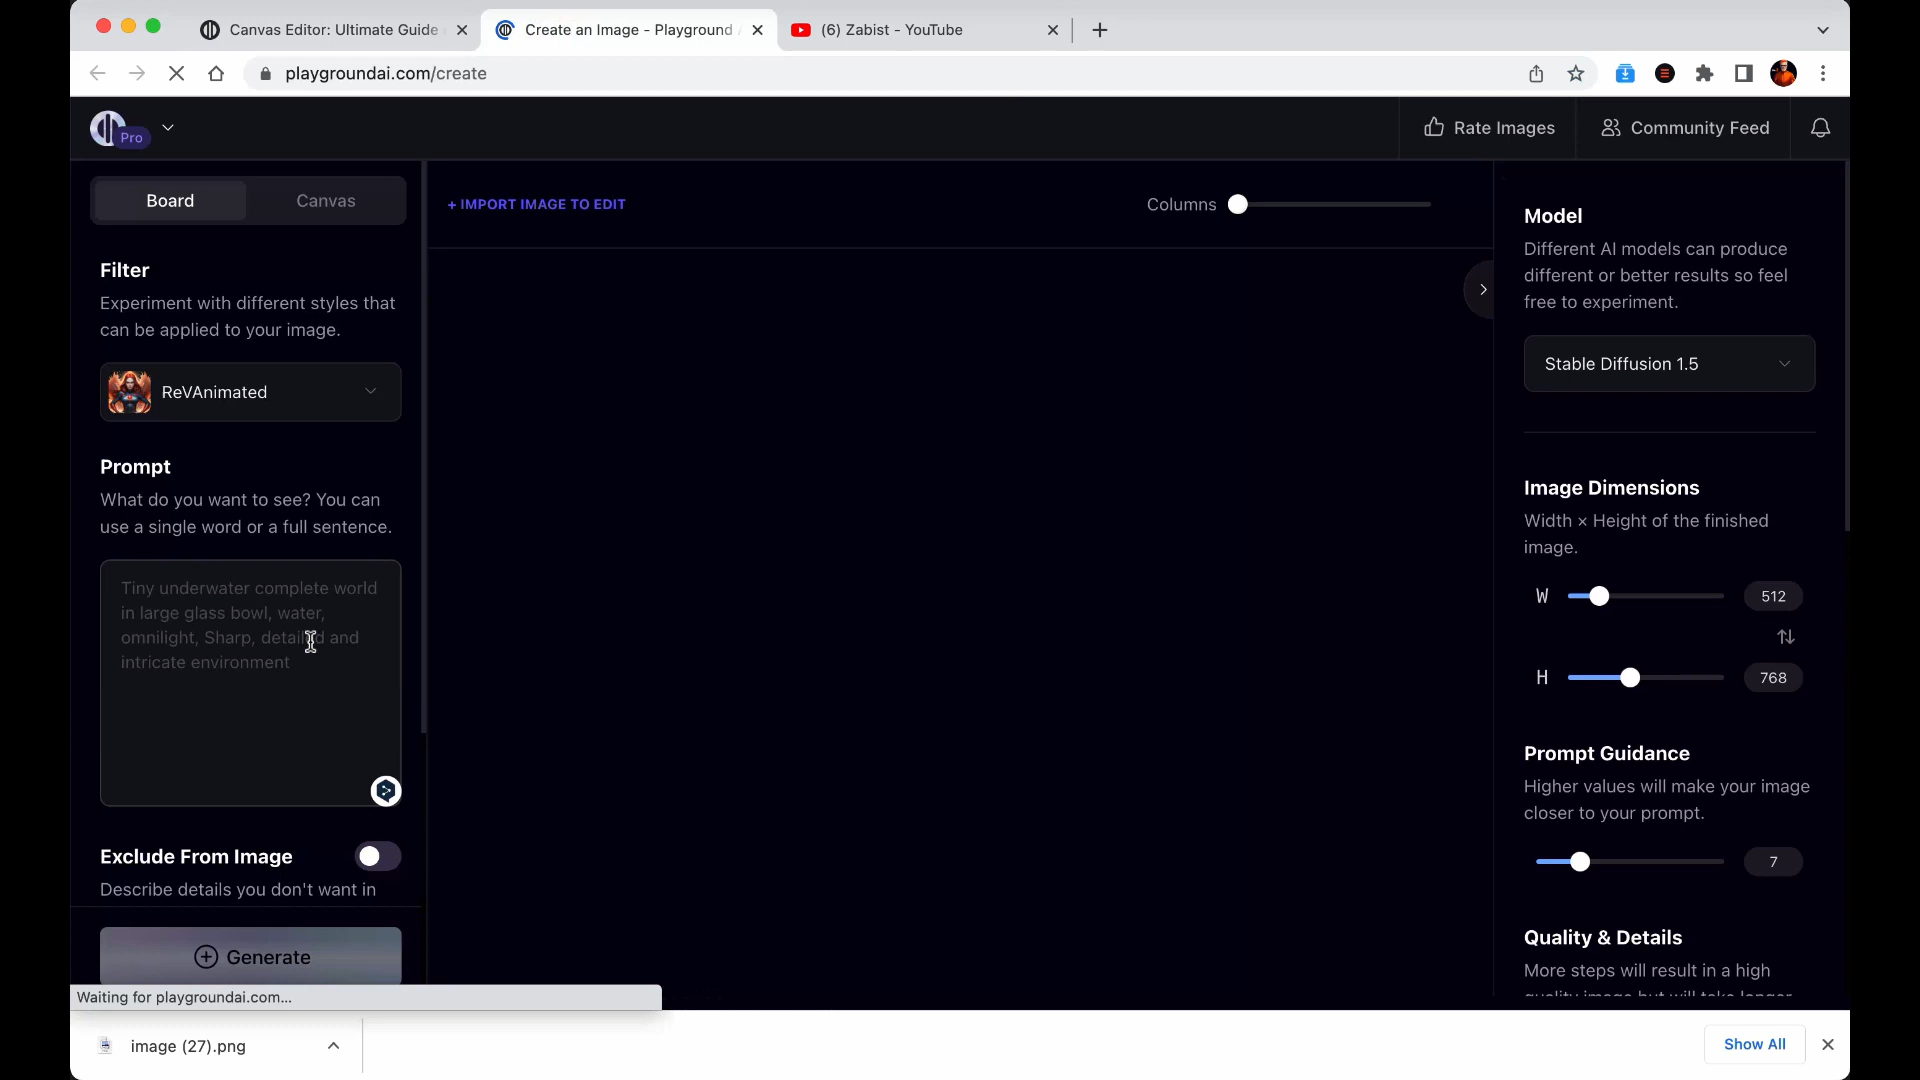 Canvas Editor: Ultimate Guide
Create an Image - Playground
(6) Zabist - YouTube
playgroundai.com/create
Pro
Rate Images
Community Feed
Board
Canvas
+ IMPORT IMAGE TO EDIT
Columns
Filter
Experiment with different styles that
can be applied to your image.
ReVAnimated
Prompt
What do you want to see? You can
use a single word or a full sentence.
Tiny underwater complete world
in large glass bowl, water,
omnilight, Sharp, detailed and
intricate environment
Exclude From Image
Describe details you don't want in
Generate
Model
Different AI models can produce
different or better results so feel
free to experiment.
Stable Diffusion 1.5
Image Dimensions
Width × Height of the finished
image.
W
512
H
768
Prompt Guidance
Higher values will make your image
closer to your prompt.
7
Quality & Details
More steps will result in a high
quality image but will take longer
Waiting for playgroundai.com...
image (27).png
Show All